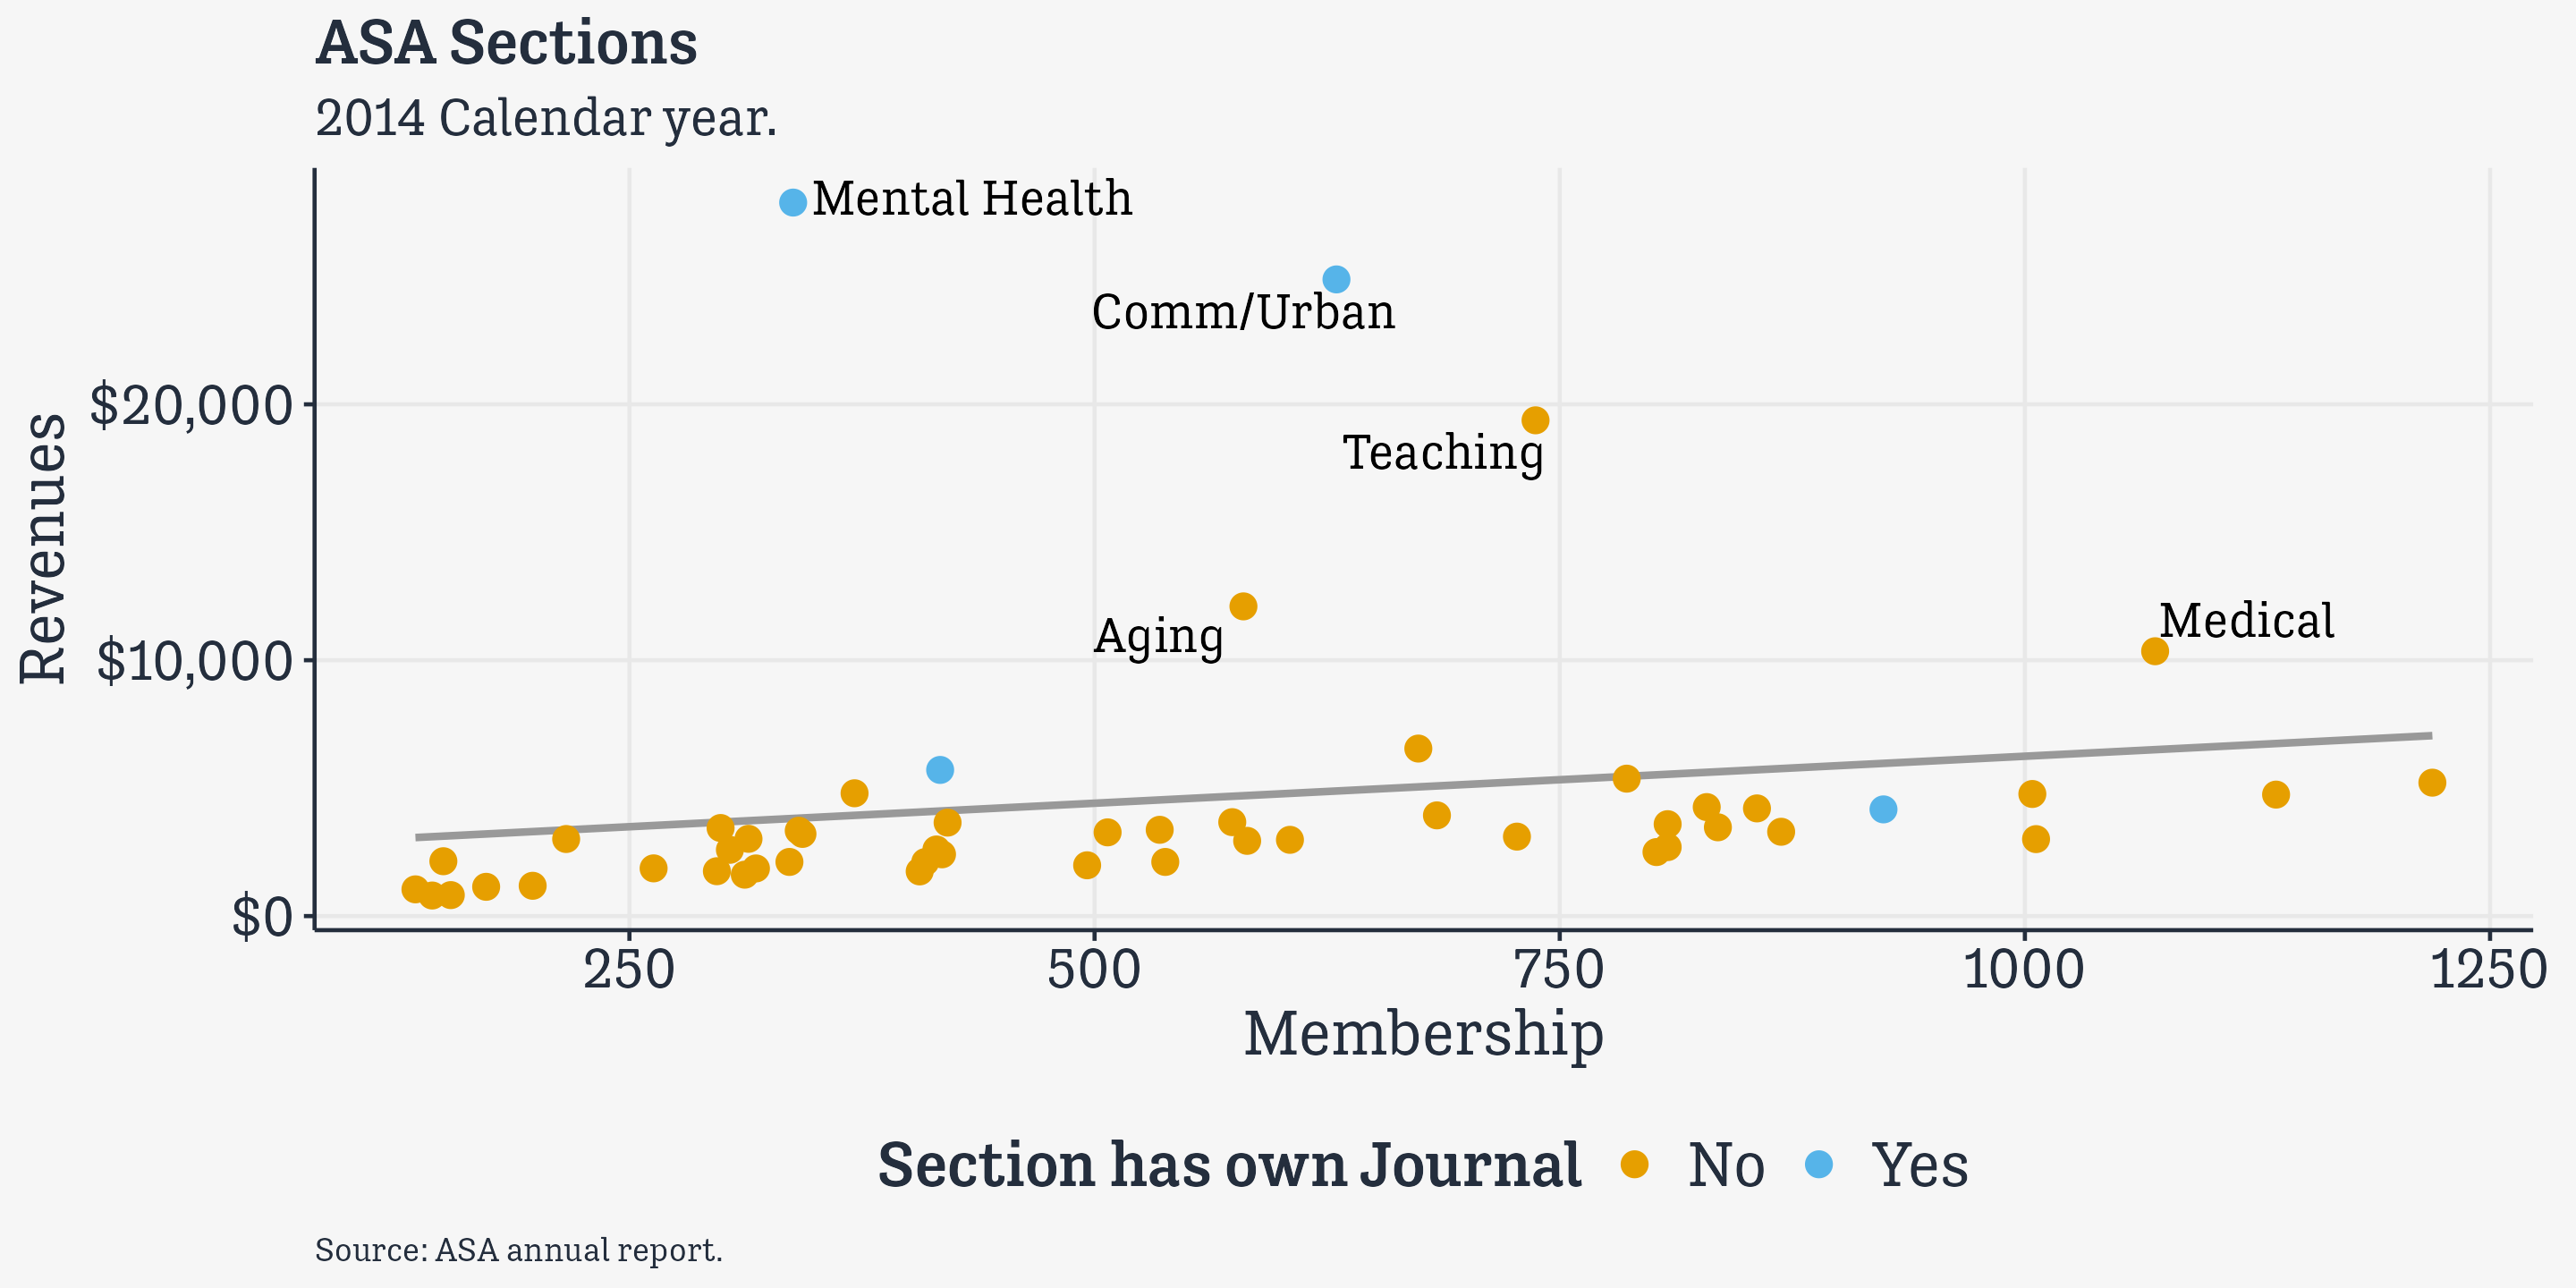 ASA Sections
2014 Calendar year.
Mental Health
Comm/Urban
$20,000
Teaching
Revenues
Aging
Medical
$10,000
$0
250 500 750 1000 1250
Membership
Section has own Journal No Yes
Source: ASA annual report.